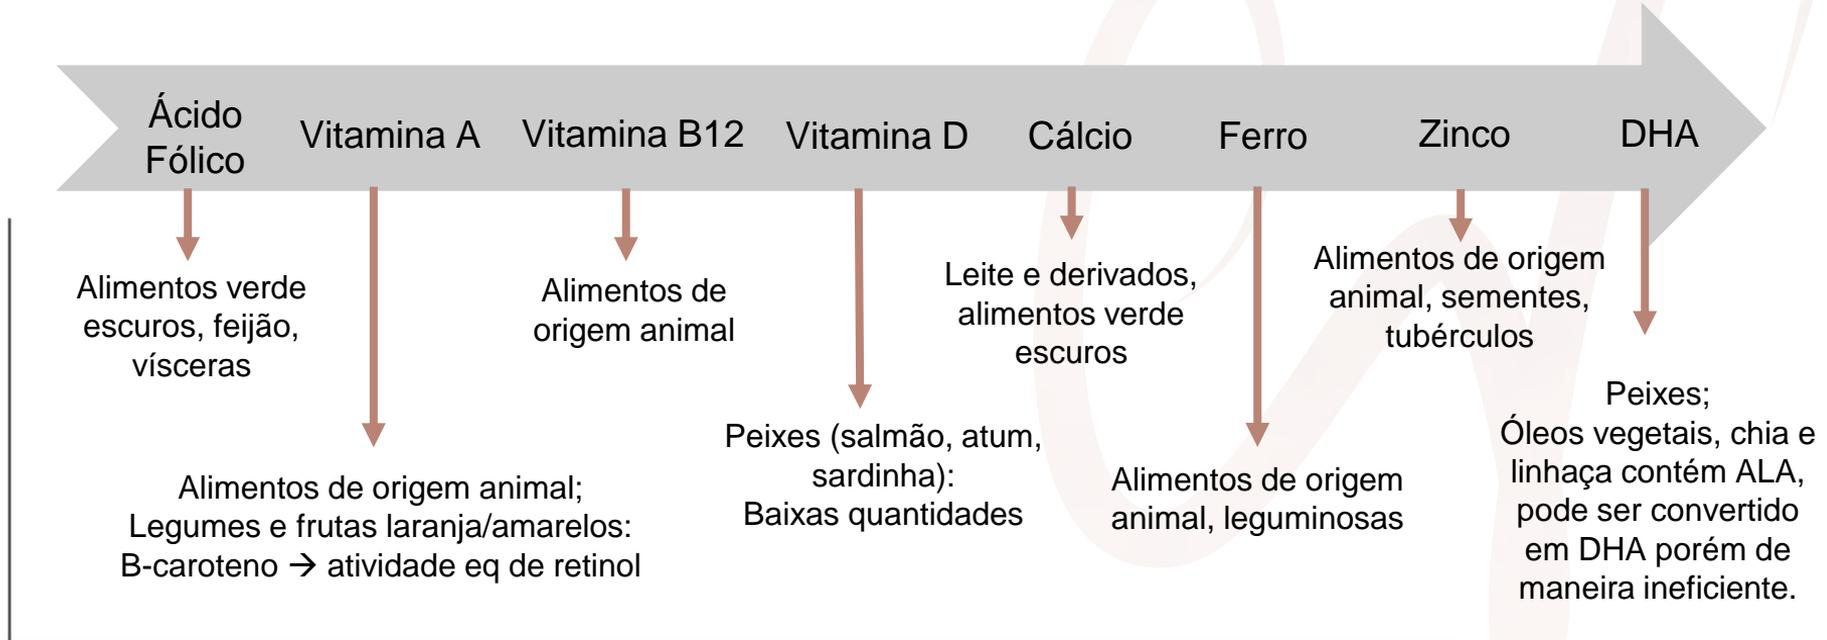 Ácido
Fólico
Vitamina A
Vitamina B12
Vitamina D
Cálcio
Ferro
Zinco
DHA
Alimentos verde
escuros, feijão,
vísceras
Alimentos de origem animal;
Legumes e frutas laranja/amarelos:
B-caroteno → atividade eq de retinol
Alimentos de
origem animal
Peixes (salmão, atum,
sardinha):
Baixas quantidades
Leite e derivados,
alimentos verde
escuros
Alimentos de origem
animal, leguminosas
Alimentos de origem
animal, sementes,
tubérculos
Peixes;
Óleos vegetais, chia e
linhaça contém ALA,
pode ser convertido
em DHA porém de
maneira ineficiente.